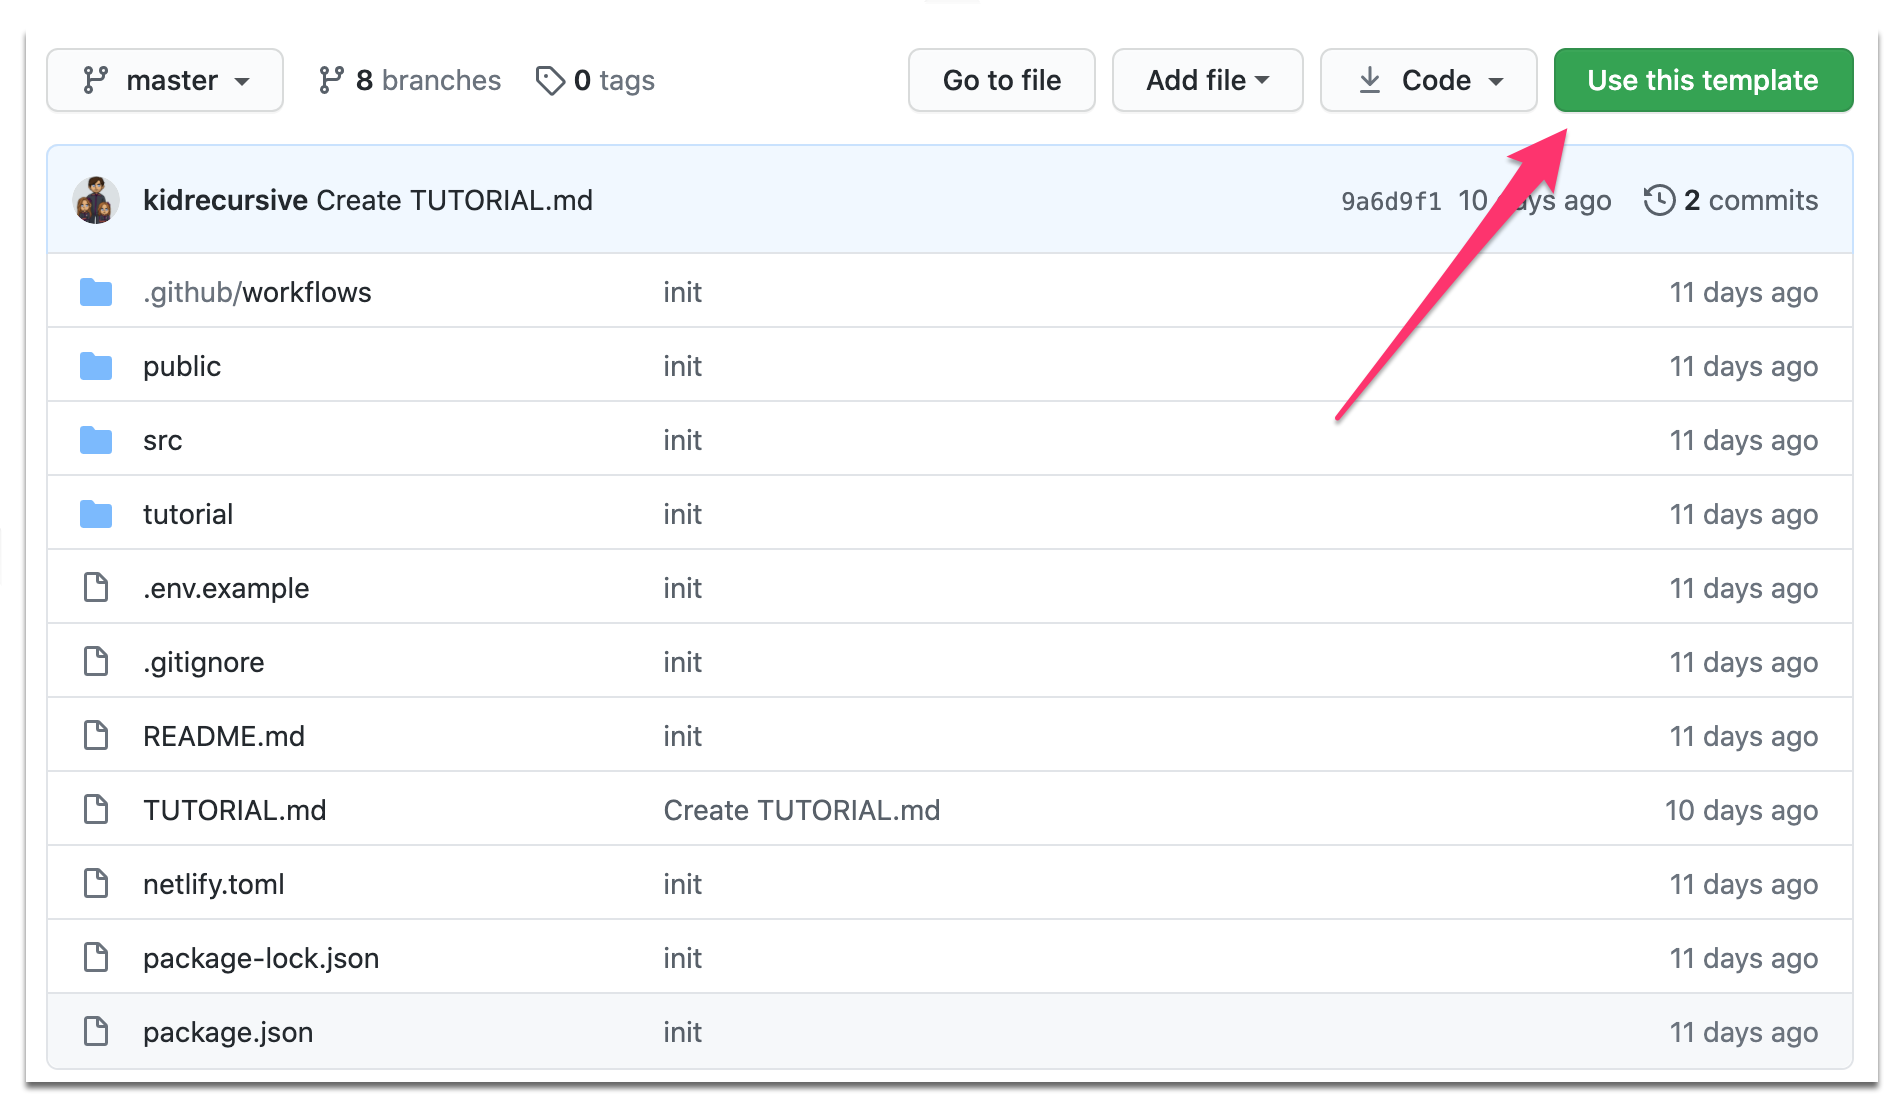 master 8 branches 0 tags Go to file Add file Code Use this template
kidrecursive Create TUTORIAL.md 9a6d9f1 10 days ago 2 commits
.github/workflows init 11 days ago
public init 11 days ago
src init 11 days ago
tutorial init 11 days ago
.env.example init 11 days ago
.gitignore init 11 days ago
README.md init 11 days ago
TUTORIAL.md Create TUTORIAL.md 10 days ago
netlify.toml init 11 days ago
package-lock.json init 11 days ago
package.json init 11 days ago